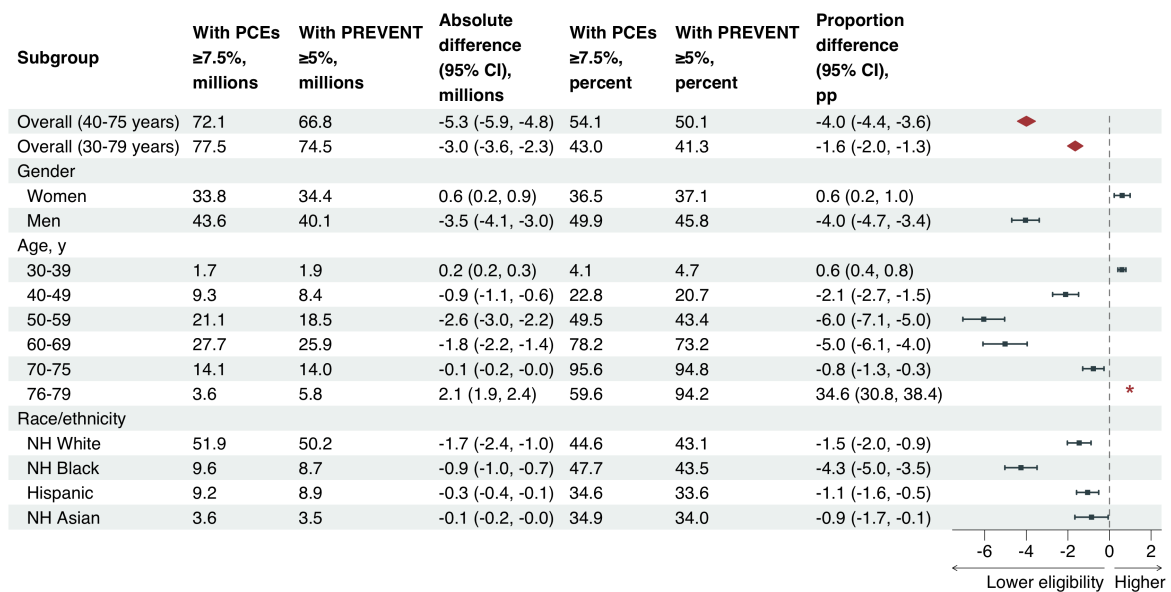 Subgroup | With PCEs ≥7.5%, millions | With PREVENT ≥5%, millions | Absolute difference (95% CI), millions | With PCEs ≥7.5%, percent | With PREVENT ≥5%, percent | Proportion difference (95% CI), pp
Overall (40-75 years) 72.1 66.8 -5.3 (-5.9, -4.8) 54.1 50.1 -4.0 (-4.4, -3.6)
Overall (30-79 years) 77.5 74.5 -3.0 (-3.6, -2.3) 43.0 41.3 -1.6 (-2.0, -1.3)
Gender
Women 33.8 34.4 0.6 (0.2, 0.9) 36.5 37.1 0.6 (0.2, 1.0)
Men 43.6 40.1 -3.5 (-4.1, -3.0) 49.9 45.8 -4.0 (-4.7, -3.4)
Age, y
30-39 1.7 1.9 0.2 (0.2, 0.3) 4.1 4.7 0.6 (0.4, 0.8)
40-49 9.3 8.4 -0.9 (-1.1, -0.6) 22.8 20.7 -2.1 (-2.7, -1.5)
50-59 21.1 18.5 -2.6 (-3.0, -2.2) 49.5 43.4 -6.0 (-7.1, -5.0)
60-69 27.7 25.9 -1.8 (-2.2, -1.4) 78.2 73.2 -5.0 (-6.1, -4.0)
70-75 14.1 14.0 -0.1 (-0.2, -0.0) 95.6 94.8 -0.8 (-1.3, -0.3)
76-79 3.6 5.8 2.1 (1.9, 2.4) 59.6 94.2 34.6 (30.8, 38.4) *
Race/ethnicity
NH White 51.9 50.2 -1.7 (-2.4, -1.0) 44.6 43.1 -1.5 (-2.0, -0.9)
NH Black 9.6 8.7 -0.9 (-1.0, -0.7) 47.7 43.5 -4.3 (-5.0, -3.5)
Hispanic 9.2 8.9 -0.3 (-0.4, -0.1) 34.6 33.6 -1.1 (-1.6, -0.5)
NH Asian 3.6 3.5 -0.1 (-0.2, -0.0) 34.9 34.0 -0.9 (-1.7, -0.1)
-6 -4 -2 0 2
Lower eligibility Higher